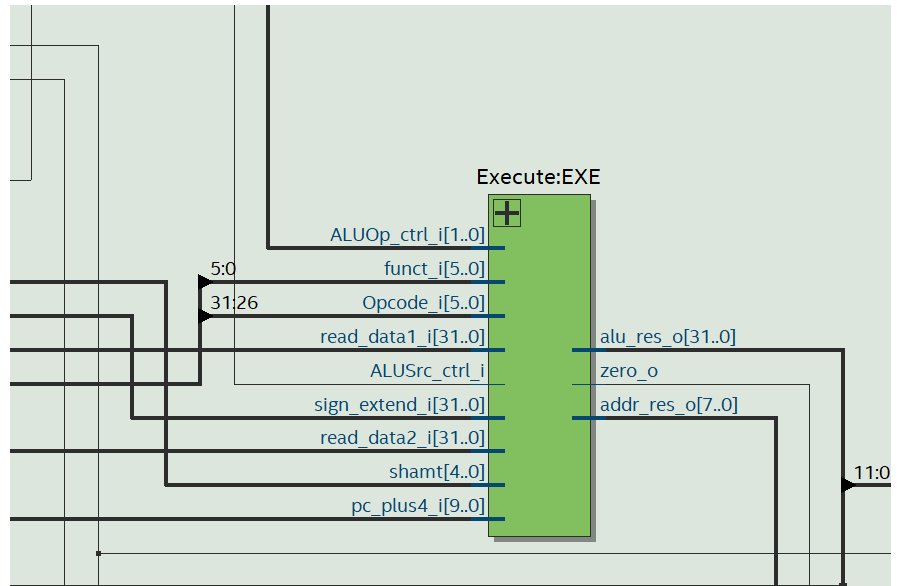 Execute:EXE
ALUOp_ctrl_i[1..0]
5:0
funct_i[5..0]
31:26
Opcode_i[5..0]
read_data1_i[31..0]
alu_res_o[31..0]
ALUSrc_ctrl_i
zero_o
sign_extend_i[31..0]
addr_res_o[7..0]
read_data2_i[31..0]
shamt[4..0]
11:0
pc_plus4_i[9..0]